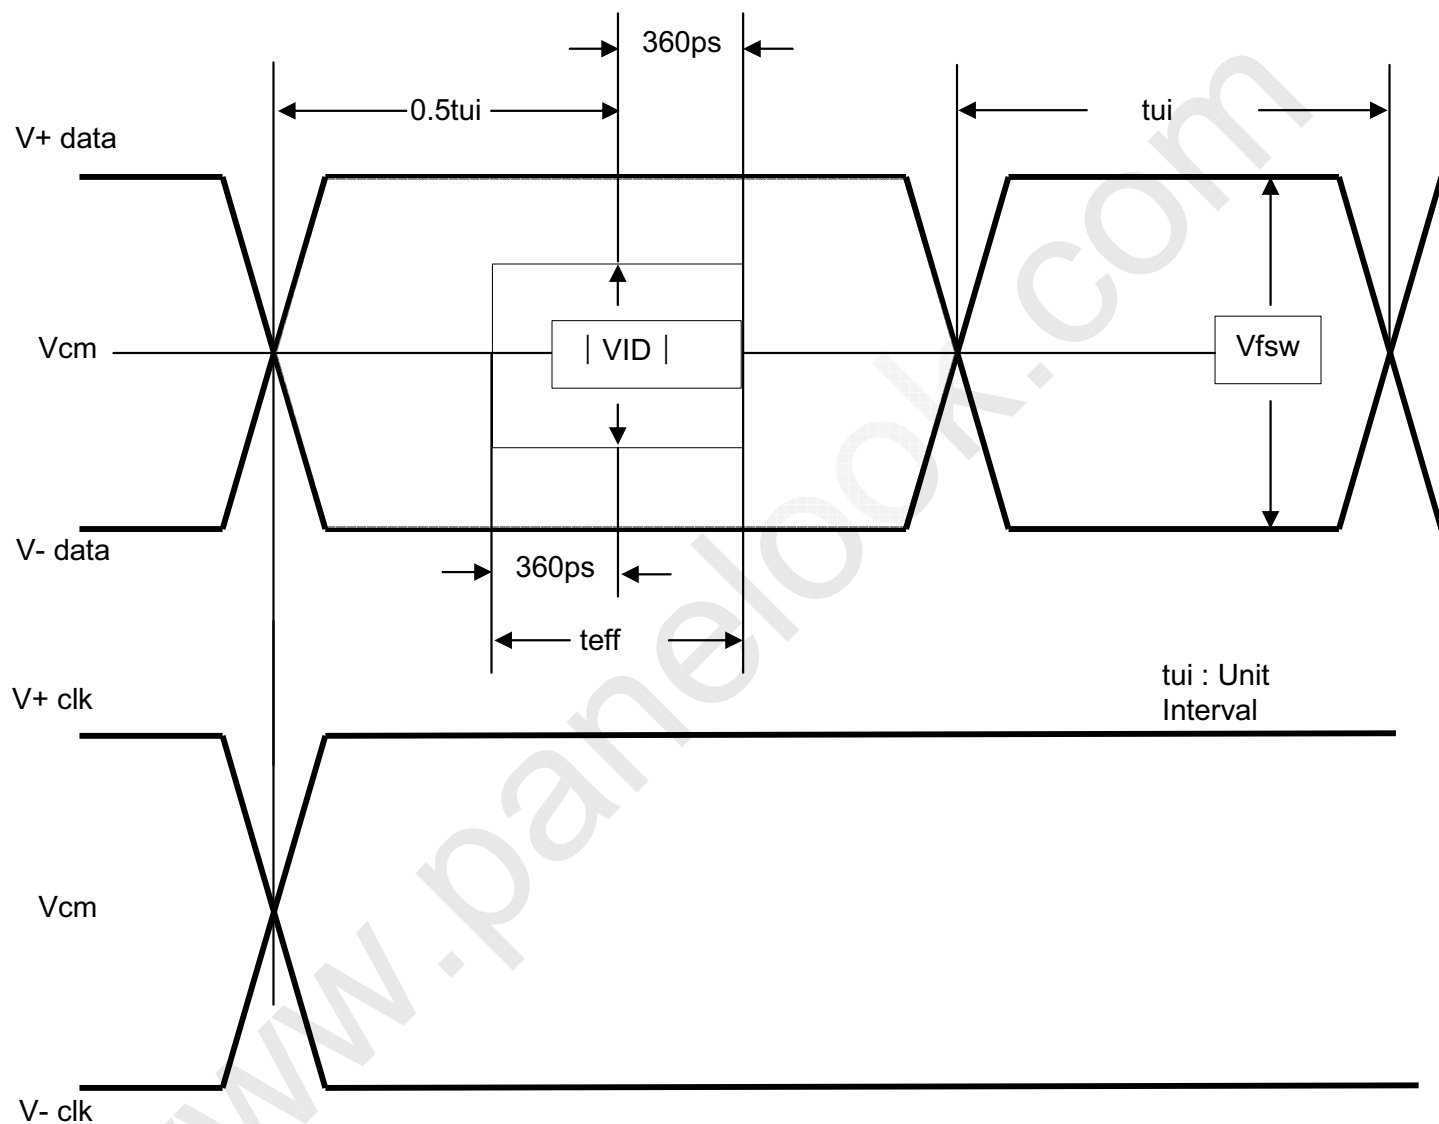 360ps
0.5tui
tui
V+ data
Vcm
| VID |
Vfsw
V- data
360ps
teff
V+ clk
tui : Unit
Interval
Vcm
V- clk
www.panelook.com